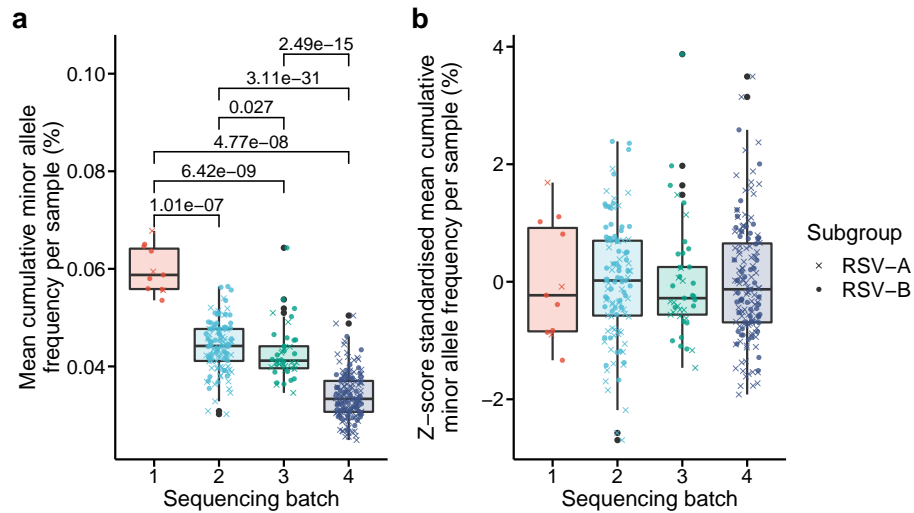 a
b
Mean cumulative minor allele
frequency per sample (%)
0.10
0.08
0.06
0.04
2.49e−15
3.11e−31
0.027
4.77e−08
6.42e−09
1.01e−07
1 2 3 4
Sequencing batch
Z−score standardised mean cumulative
minor allele frequency per sample (%)
4
2
0
−2
1 2 3 4
Sequencing batch
Subgroup
RSV−A
RSV−B